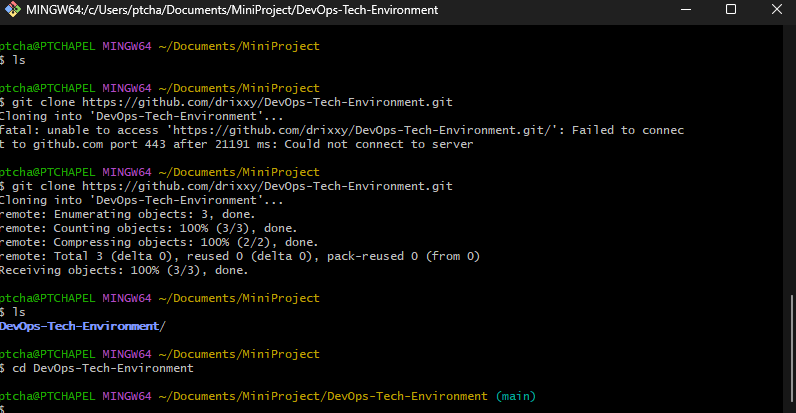 MINGW64:/c/Users/ptcha/Documents/MiniProject/DevOps-Tech-Environment
ptcha@PTCHAPEL MINGW64 ~/Documents/MiniProject
$ ls
ptcha@PTCHAPEL MINGW64 ~/Documents/MiniProject
$ git clone https://github.com/drixxy/DevOps-Tech-Environment.git
Cloning into 'DevOps-Tech-Environment'...
fatal: unable to access 'https://github.com/drixxy/DevOps-Tech-Environment.git/': Failed to connec
t to github.com port 443 after 21191 ms: Could not connect to server
ptcha@PTCHAPEL MINGW64 ~/Documents/MiniProject
$ git clone https://github.com/drixxy/DevOps-Tech-Environment.git
Cloning into 'DevOps-Tech-Environment'...
remote: Enumerating objects: 3, done.
remote: Counting objects: 100% (3/3), done.
remote: Compressing objects: 100% (2/2), done.
remote: Total 3 (delta 0), reused 0 (delta 0), pack-reused 0 (from 0)
Receiving objects: 100% (3/3), done.
ptcha@PTCHAPEL MINGW64 ~/Documents/MiniProject
$ ls
DevOps-Tech-Environment/
ptcha@PTCHAPEL MINGW64 ~/Documents/MiniProject
$ cd DevOps-Tech-Environment
ptcha@PTCHAPEL MINGW64 ~/Documents/MiniProject/DevOps-Tech-Environment (main)
$